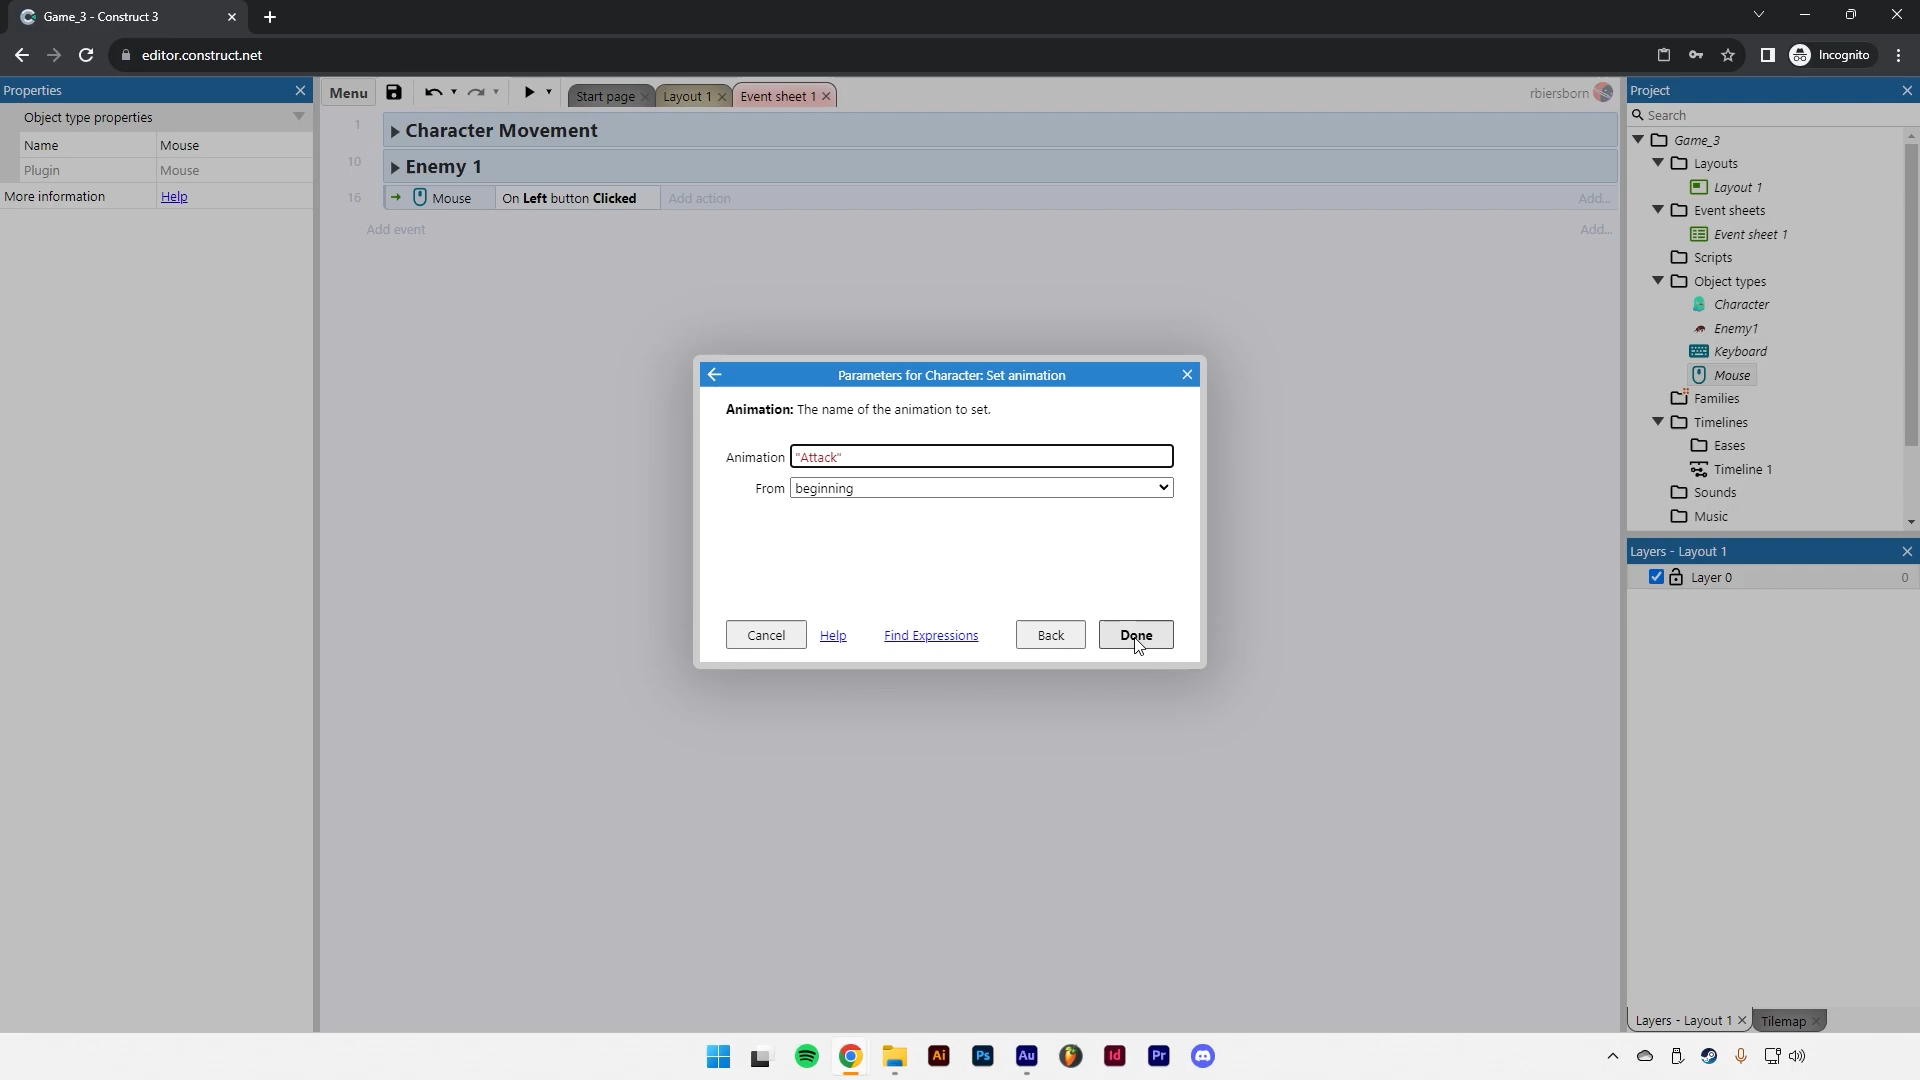 Game_3 - Construct 3
editor.construct.net
Incognito
Properties
Object type properties
Name Mouse
Plugin Mouse
More information Help
Menu
Start page Layout 1 Event sheet 1
rbiersborn
1 Character Movement
10 Enemy 1
16 Mouse On Left button Clicked Add action Add...
Add event Add...
Parameters for Character: Set animation
Animation: The name of the animation to set.
Animation "Attack"
From beginning
Cancel Help Find Expressions Back Done
Project
Search
Game_3
Layouts
Layout 1
Event sheets
Event sheet 1
Scripts
Object types
Character
Enemy1
Keyboard
Mouse
Families
Timelines
Eases
Timeline 1
Sounds
Music
Layers - Layout 1
Layer 0 0
Layers - Layout 1 Tilemap
Ai Ps Au Id Pr